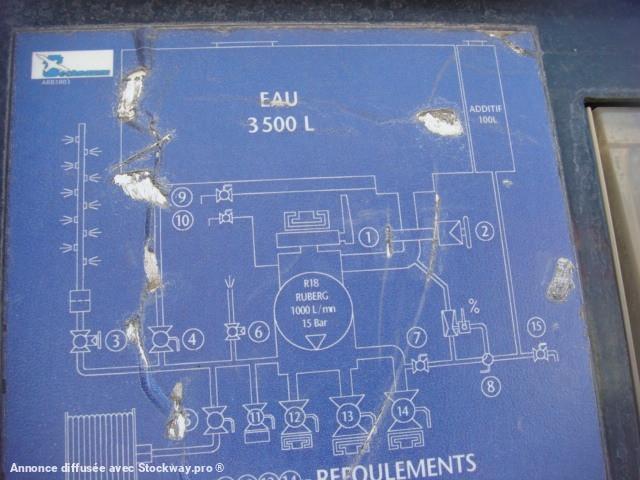 ARB3803
EAU
3 500 L
ADDITIF
100L
9
10
1
2
R18
RUBERG
1000 L/mn
15 Bar
%
3
4
6
7
15
8
11
12
13
14
REFOULEMENTS
Annonce diffusée avec Stockway.pro ®